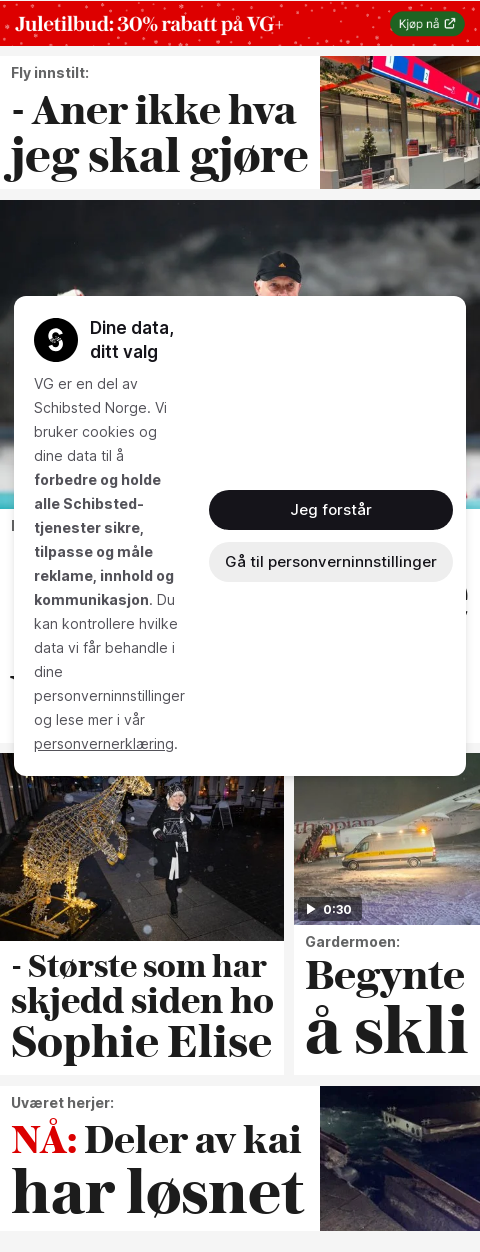 Juletilbud: 30% rabatt på VG+
Kjøp nå
Fly innstilt:
- Aner ikke hva
jeg skal gjøre
Dine data,
ditt valg
VG er en del av
Schibsted Norge. Vi
bruker cookies og
dine data til å
forbedre og holde
alle Schibsted-
tjenester sikre,
tilpasse og måle
reklame, innhold og
kommunikasjon. Du
kan kontrollere hvilke
data vi får behandle i
dine
personverninnstillinger
og lese mer i vår
personvernerklæring.
Jeg forstår
Gå til personverninnstillinger
0:30
- Største som har
skjedd siden ho
Sophie Elise
Gardermoen:
Begynte
å skli
Uværet herjer:
NÅ: Deler av kai
har løsnet